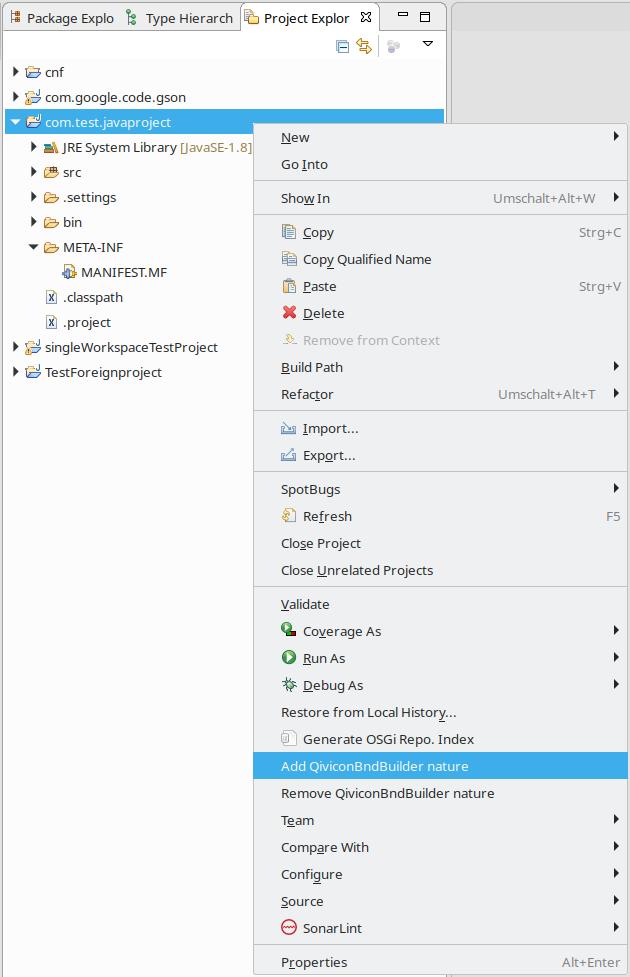 Package Explo
Type Hierarch
Project Explor
cnf
com.google.code.gson
com.test.javaproject
JRE System Library [JavaSE-1.8]
src
.settings
bin
META-INF
MANIFEST.MF
.classpath
.project
singleWorkspaceTestProject
TestForeignproject
New
Go Into
Show In Umschalt+Alt+W
Copy Strg+C
Copy Qualified Name
Paste Strg+V
Delete
Remove from Context
Build Path
Refactor Umschalt+Alt+T
Import...
Export...
SpotBugs
Refresh F5
Close Project
Close Unrelated Projects
Validate
Coverage As
Run As
Debug As
Restore from Local History...
Generate OSGi Repo. Index
Add QiviconBndBuilder nature
Remove QiviconBndBuilder nature
Team
Compare With
Configure
Source
SonarLint
Properties Alt+Enter